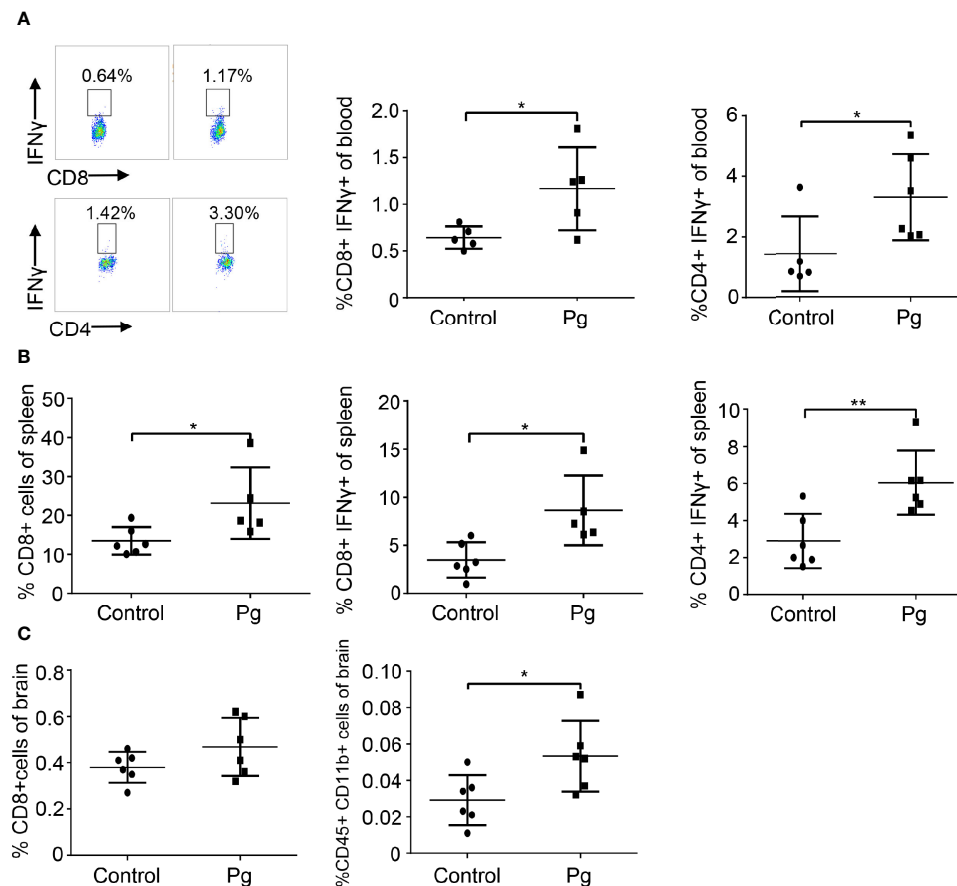 A
0.64%
1.17%
IFNγ
CD8
1.42%
3.30%
IFNγ
CD4
%CD8+ IFNγ+ of blood
2.0
1.5
1.0
0.5
0
*
Control
Pg
%CD4+ IFNγ+ of blood
6
4
2
0
*
Control
Pg
B
% CD8+ cells of spleen
50
40
30
20
10
0
*
Control
Pg
% CD8+ IFNγ+ of spleen
20
15
10
5
0
*
Control
Pg
% CD4+ IFNγ+ of spleen
10
8
6
4
2
0
**
Control
Pg
C
% CD8+cells of brain
0.8
0.6
0.4
0.2
0
Control
Pg
%CD45+ CD11b+ cells of brain
0.10
0.08
0.06
0.04
0.02
0
*
Control
Pg